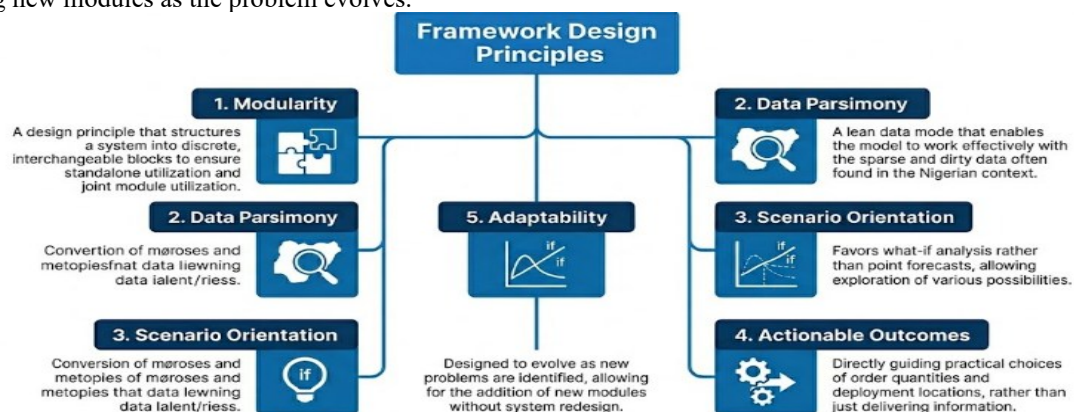 g new modules as the problem evolves.
Framework Design
Principles
1. Modularity
A design principle that structures
a system into discrete,
interchangeable blocks to ensure
standalone utilization and
joint module utilization.
2. Data Parsimony
A lean data mode that enables
the model to work effectively with
the sparse and dirty data often
found in the Nigerian context.
2. Data Parsimony
Convertion of møroses and
metopiesfnat data liewning
data ialent/riess.
5. Adaptability
if
if
Designed to evolve as new
problems are identified, allowing
for the addition of new modules
without system redesign.
3. Scenario Orientation
if
if
Favors what-if analysis rather
than point forecasts, allowing
exploration of various possibilities.
3. Scenario Orientation
Conversion of møroses and
metopies of møroses and
metopies that data lewning
data lalent/riess.
if
4. Actionable Outcomes
Directly guiding practical choices
of order quantities and
deployment locations, rather than
just delivering information.